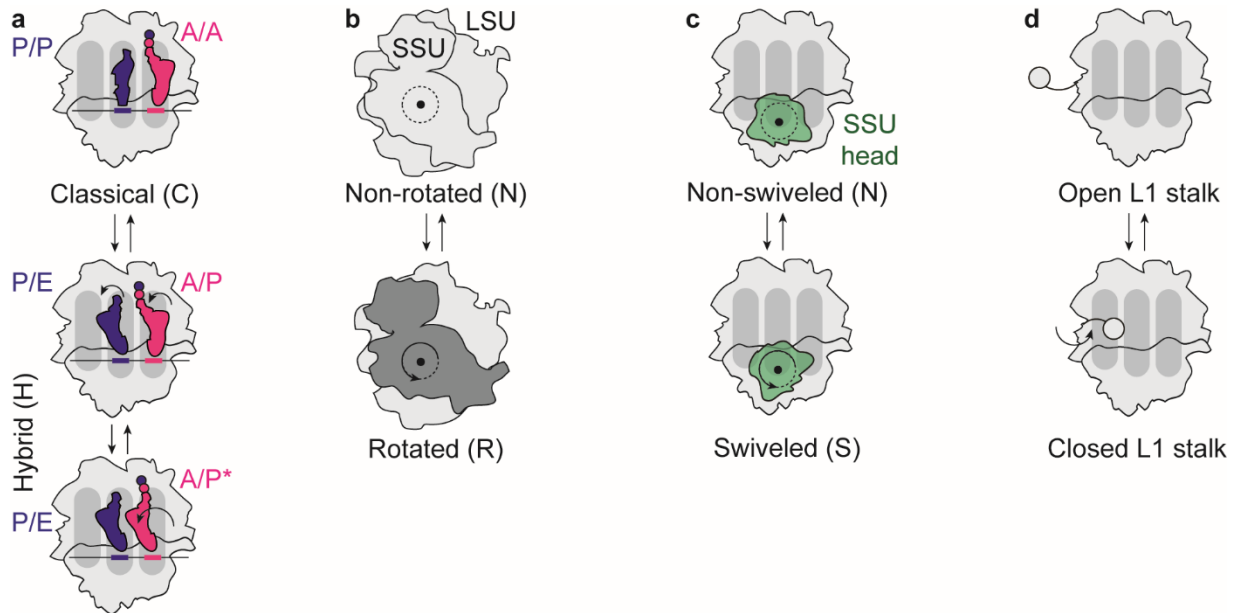 a
P/P
A/A
Classical (C)
P/E
A/P
Hybrid (H)
A/P*
P/E
b
LSU
SSU
Non-rotated (N)
Rotated (R)
c
SSU
head
Non-swiveled (N)
Swiveled (S)
d
Open L1 stalk
Closed L1 stalk